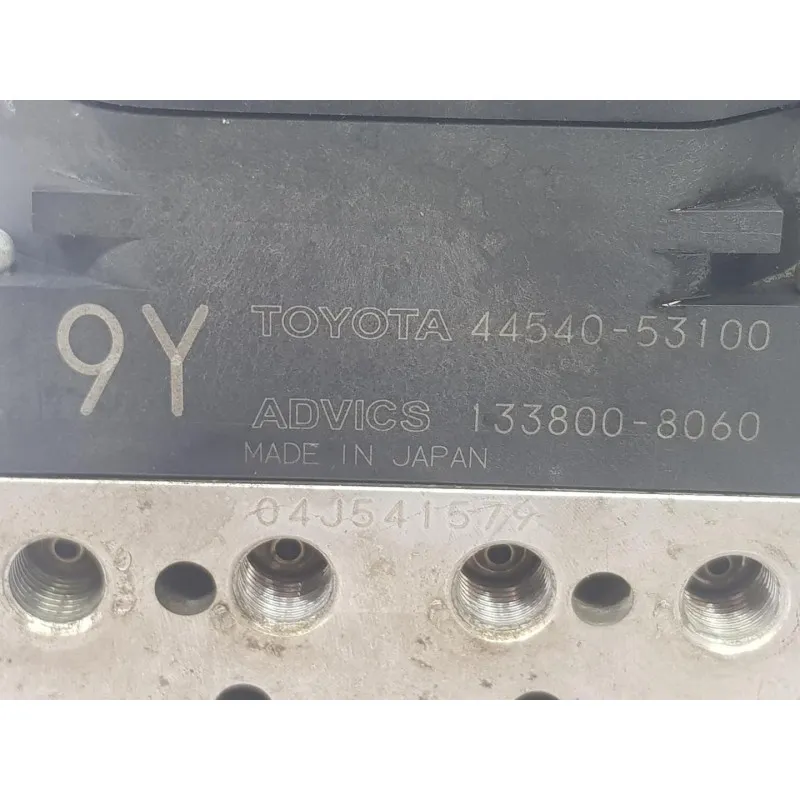 9Y
TOYOTA 44540-53100
ADVICS 133800-8060
MADE IN JAPAN
04J541579